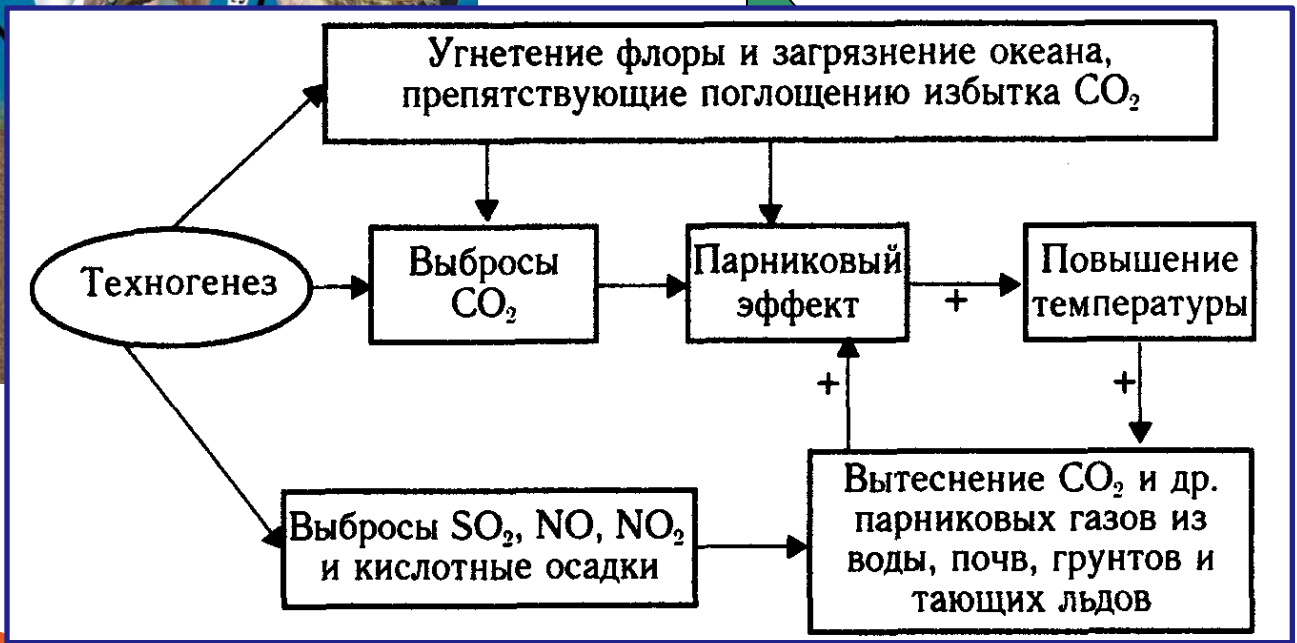 Угнетение флоры и загрязнение океана,
препятствующие поглощению избытка CO₂
Техногенез
Выбросы
CO₂
Парниковый
эффект
+
Повышение
температуры
+
+
Выбросы SO₂, NO, NO₂
и кислотные осадки
Вытеснение CO₂ и др.
парниковых газов из
воды, почв, грунтов и
тающих льдов